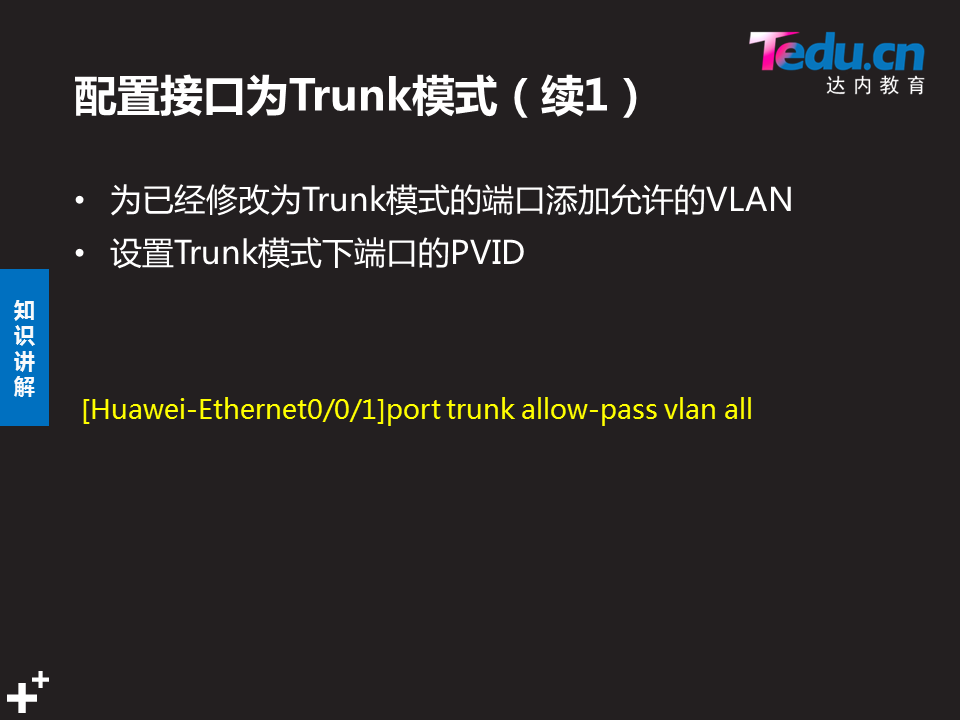 Tedu.cn
达内教育
配置接口为Trunk模式（续1）
• 为已经修改为Trunk模式的端口添加允许的VLAN
• 设置Trunk模式下端口的PVID
知识讲解
[Huawei-Ethernet0/0/1]port trunk allow-pass vlan all